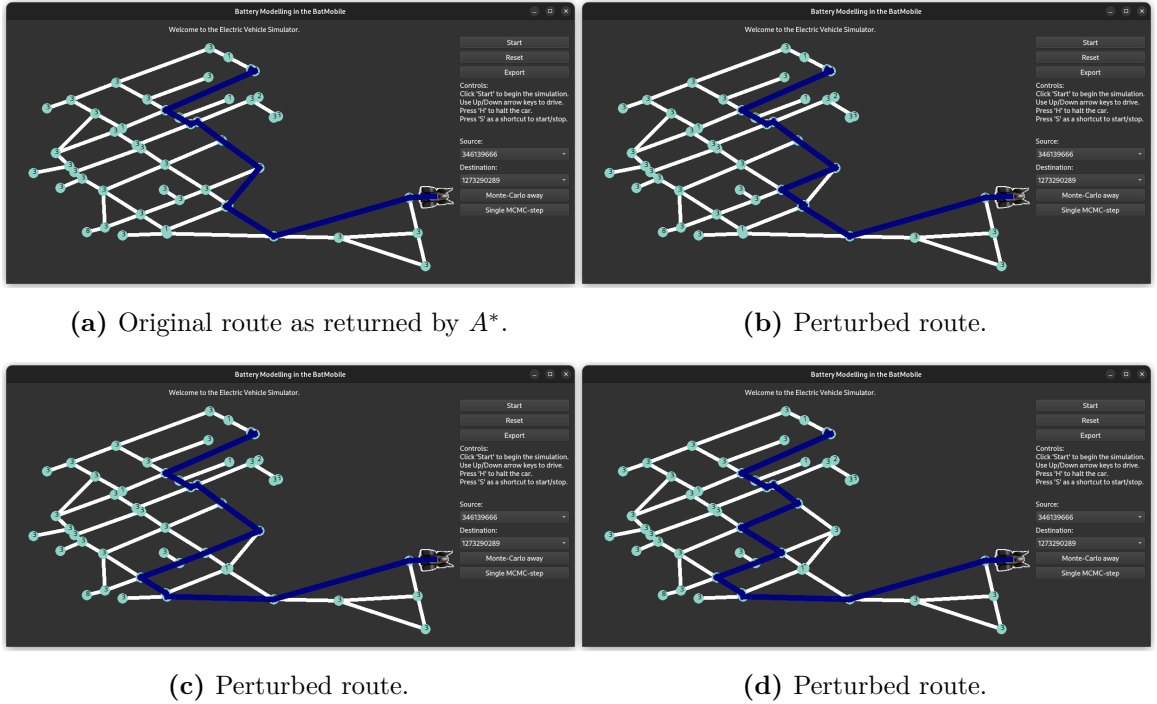 Battery Modelling in the BatMobile
Welcome to the Electric Vehicle Simulator.
Start
Reset
Export
Controls:
Click 'Start' to begin the simulation.
Use Up/Down arrow keys to drive.
Press 'H' to halt the car.
Press 'S' as a shortcut to start/stop.
Source:
346139666
Destination:
1273290289
Monte-Carlo away
Single MCMC-step
(a) Original route as returned by A*.
Battery Modelling in the BatMobile
Welcome to the Electric Vehicle Simulator.
Start
Reset
Export
Controls:
Click 'Start' to begin the simulation.
Use Up/Down arrow keys to drive.
Press 'H' to halt the car.
Press 'S' as a shortcut to start/stop.
Source:
346139666
Destination:
1273290289
Monte-Carlo away
Single MCMC-step
(b) Perturbed route.
Battery Modelling in the BatMobile
Welcome to the Electric Vehicle Simulator.
Start
Reset
Export
Controls:
Click 'Start' to begin the simulation.
Use Up/Down arrow keys to drive.
Press 'H' to halt the car.
Press 'S' as a shortcut to start/stop.
Source:
346139666
Destination:
1273290289
Monte-Carlo away
Single MCMC-step
(c) Perturbed route.
Battery Modelling in the BatMobile
Welcome to the Electric Vehicle Simulator.
Start
Reset
Export
Controls:
Click 'Start' to begin the simulation.
Use Up/Down arrow keys to drive.
Press 'H' to halt the car.
Press 'S' as a shortcut to start/stop.
Source:
346139666
Destination:
1273290289
Monte-Carlo away
Single MCMC-step
(d) Perturbed route.